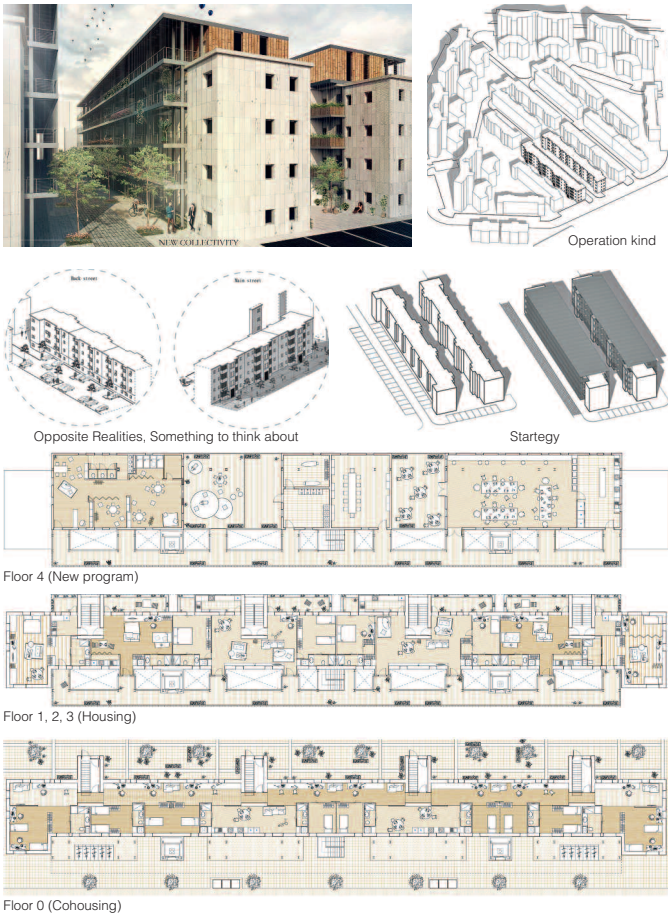 NEW COLLECTIVITY
Operation kind
Back street
Main street
Opposite Realities, Something to think about
Startegy
Floor 4 (New program)
Floor 1, 2, 3 (Housing)
Floor 0 (Cohousing)